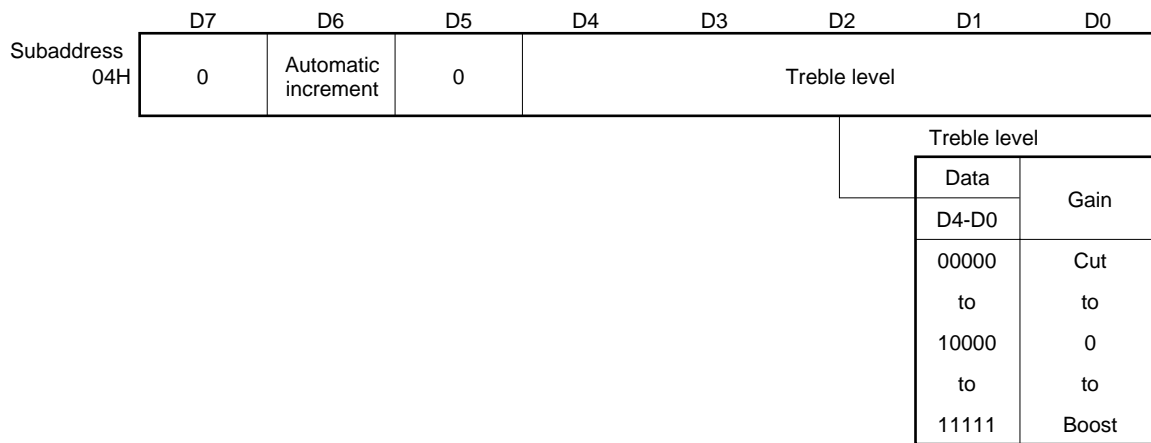 D7 D6 D5 D4 D3 D2 D1 D0
Subaddress
04H
0
Automatic
increment
0
Treble level
Treble level
Data
Gain
D4-D0
00000 Cut
to to
10000 0
to to
11111 Boost